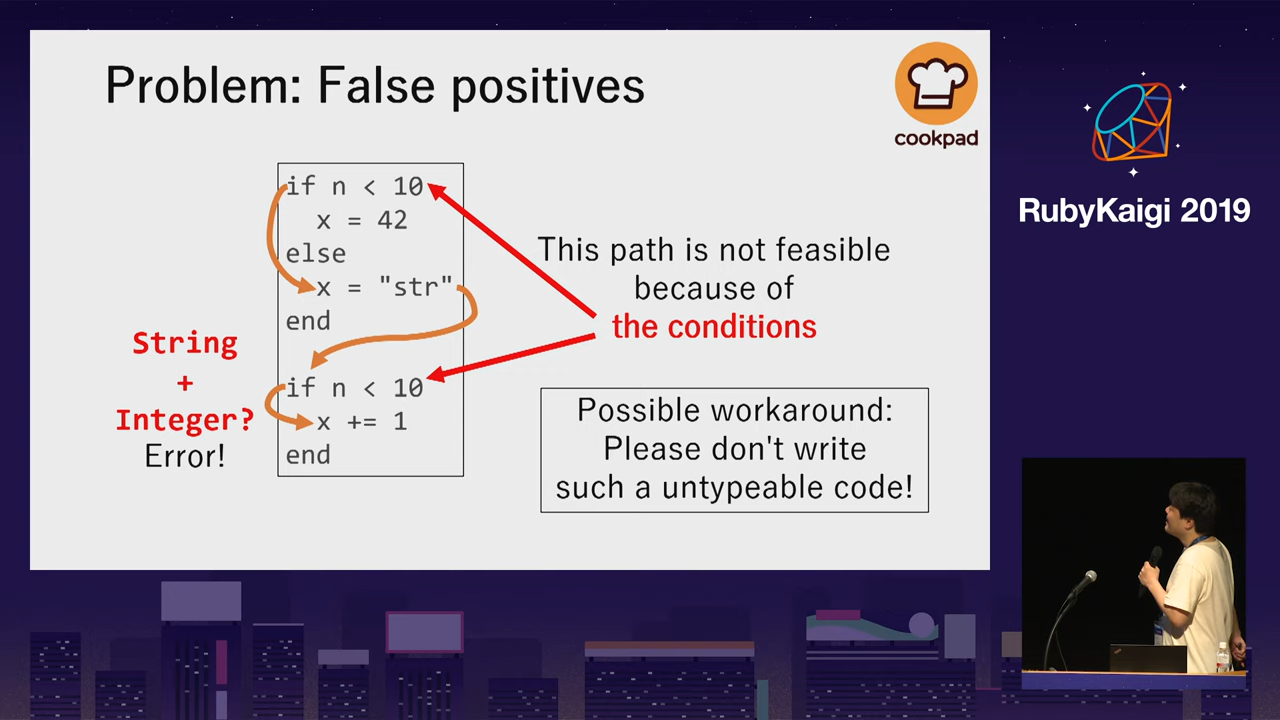 Problem: False positives
cookpad
if n < 10
x = 42
else
x = "str"
end
if n < 10
x += 1
end
String
+
Integer?
Error!
This path is not feasible
because of
the conditions
Possible workaround:
Please don't write
such a untypeable code!
RubyKaigi 2019